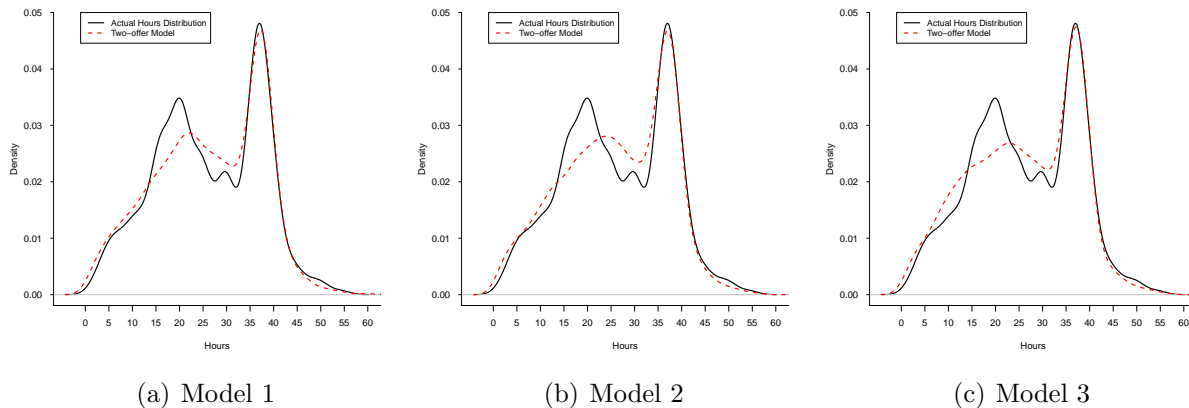 Actual Hours Distribution
Two-offer Model
Density
0.05
0.04
0.03
0.02
0.01
0.00
0 5 10 15 20 25 30 35 40 45 50 55 60
Hours
(a) Model 1
Actual Hours Distribution
Two-offer Model
Density
0.05
0.04
0.03
0.02
0.01
0.00
0 5 10 15 20 25 30 35 40 45 50 55 60
Hours
(b) Model 2
Actual Hours Distribution
Two-offer Model
Density
0.05
0.04
0.03
0.02
0.01
0.00
0 5 10 15 20 25 30 35 40 45 50 55 60
Hours
(c) Model 3